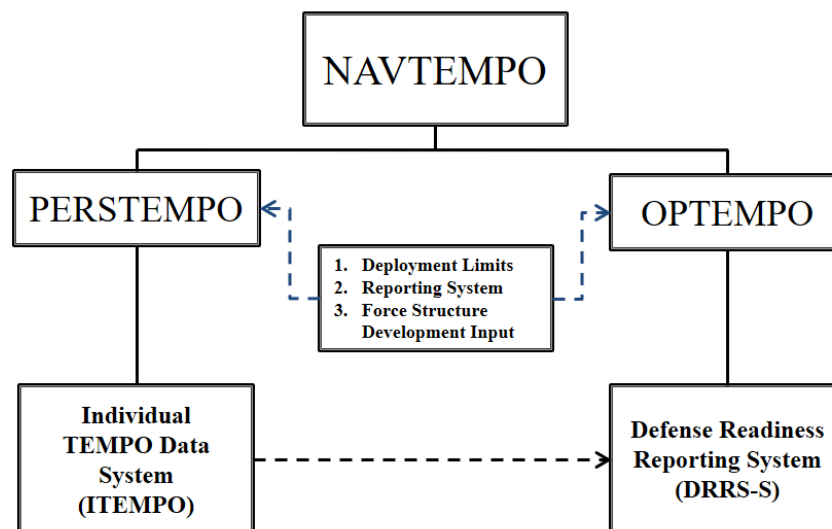 NAVTEMPO
PERSTEMPO
OPTEMPO
1. Deployment Limits
2. Reporting System
3. Force Structure
Development Input
Individual
TEMPO Data
System
(ITEMPO)
Defense Readiness
Reporting System
(DRRS-S)